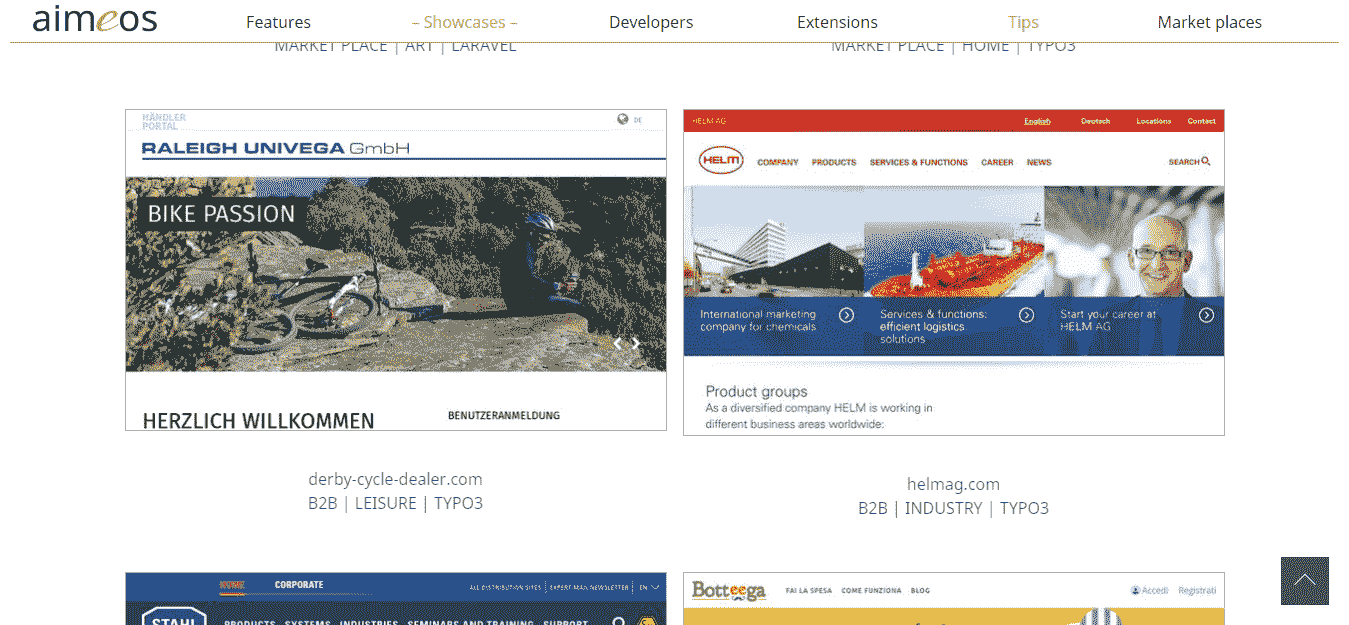 aimeos
Features
– Showcases –
Developers
Extensions
Tips
Market places
MARKET PLACE | ART | LARAVEL
MARKET PLACE | HOME | TYPO3
HÄNDLER
PORTAL
DE
RALEIGH UNIVEGA GmbH
BIKE PASSION
HERZLICH WILLKOMMEN
BENUTZERANMELDUNG
HELM AG
English
Deutsch
Locations
Contact
HELM
COMPANY
PRODUCTS
SERVICES & FUNCTIONS
CAREER
NEWS
SEARCH
International marketing
company for chemicals
Services & functions:
efficient logistics
solutions
Start your career at
HELM AG
Product groups
As a diversified company HELM is working in
different business areas worldwide:
derby-cycle-dealer.com
B2B | LEISURE | TYPO3
helmag.com
B2B | INDUSTRY | TYPO3
HOME
CORPORATE
ALL DISTRIBUTION SITES
EXPERT MAIL NEWSLETTER
EN
STAHL
PRODUCTS
SYSTEMS
INDUSTRIES
SEMINARS AND TRAINING
SUPPORT
Botteega
FAI LA SPESA
COME FUNZIONA
BLOG
Accedi
Registrati